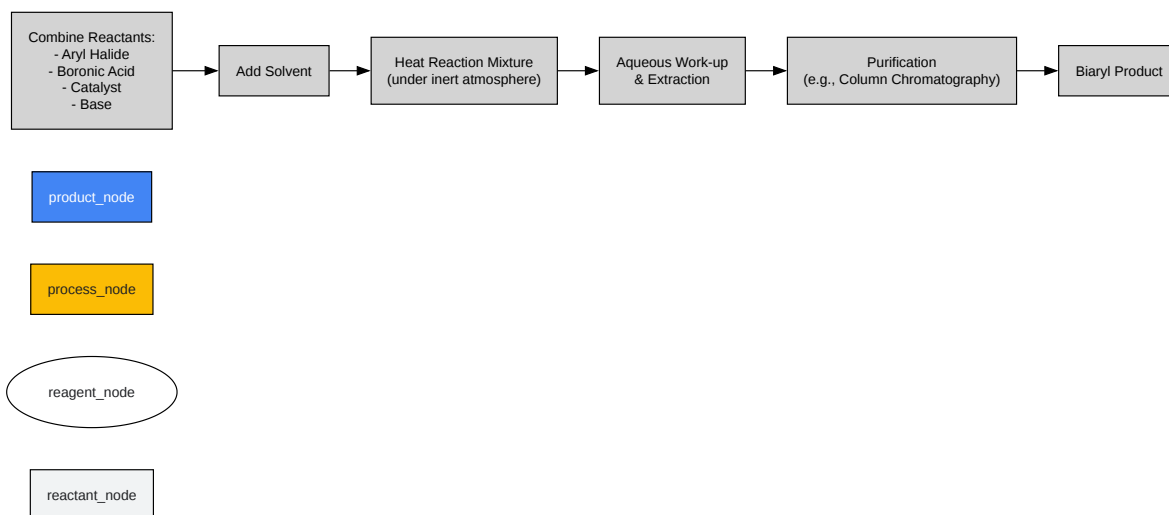 Combine Reactants:
- Aryl Halide
- Boronic Acid
- Catalyst
- Base
Add Solvent
Heat Reaction Mixture
(under inert atmosphere)
Aqueous Work-up
& Extraction
Purification
(e.g., Column Chromatography)
Biaryl Product
product_node
process_node
reagent_node
reactant_node